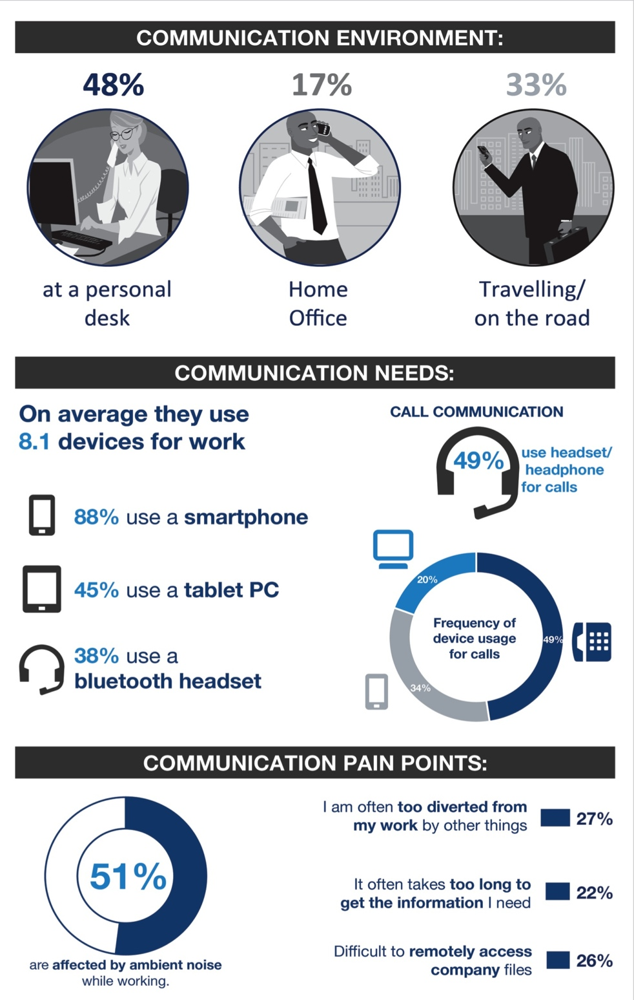 COMMUNICATION ENVIRONMENT:
48%
17%
33%
at a personal
desk
Home
Office
Travelling/
on the road
COMMUNICATION NEEDS:
On average they use
8.1 devices for work
88% use a smartphone
45% use a tablet PC
38% use a
bluetooth headset
CALL COMMUNICATION
49%
use headset/
headphone
for calls
20%
Frequency of
device usage
for calls
49%
34%
COMMUNICATION PAIN POINTS:
51%
are affected by ambient noise
while working.
I am often too diverted from
my work by other things
27%
It often takes too long to
get the information I need
22%
Difficult to remotely access
company files
26%